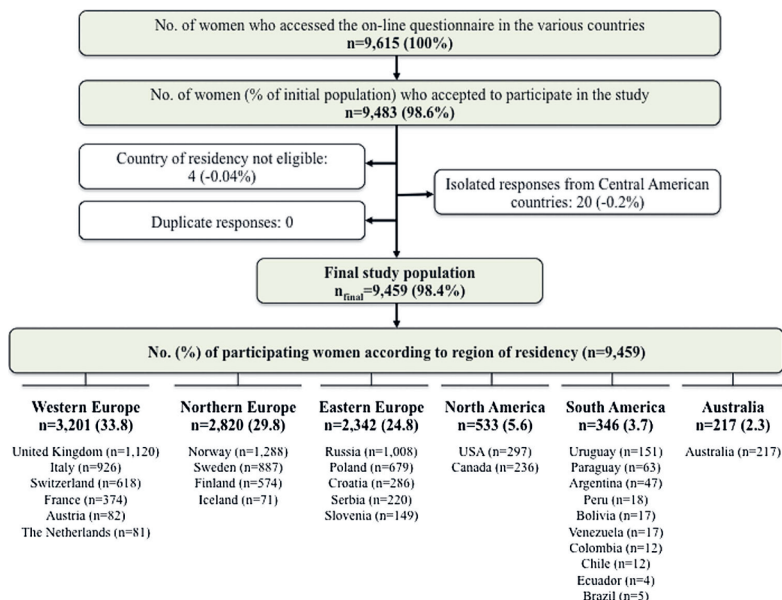 No. of women who accessed the on-line questionnaire in the various countries
n=9,615 (100%)
No. of women (% of initial population) who accepted to participate in the study
n=9,483 (98.6%)
Country of residency not eligible:
4 (-0.04%)
Isolated responses from Central American
countries: 20 (-0.2%)
Duplicate responses: 0
Final study population
nfinal=9,459 (98.4%)
No. (%) of participating women according to region of residency (n=9,459)
Western Europe
n=3,201 (33.8)
United Kingdom (n=1,120)
Italy (n=926)
Switzerland (n=618)
France (n=374)
Austria (n=82)
The Netherlands (n=81)
Northern Europe
n=2,820 (29.8)
Norway (n=1,288)
Sweden (n=887)
Finland (n=574)
Iceland (n=71)
Eastern Europe
n=2,342 (24.8)
Russia (n=1,008)
Poland (n=679)
Croatia (n=286)
Serbia (n=220)
Slovenia (n=149)
North America
n=533 (5.6)
USA (n=297)
Canada (n=236)
South America
n=346 (3.7)
Uruguay (n=151)
Paraguay (n=63)
Argentina (n=47)
Peru (n=18)
Bolivia (n=17)
Venezuela (n=17)
Colombia (n=12)
Chile (n=12)
Ecuador (n=4)
Brazil (n=5)
Australia
n=217 (2.3)
Australia (n=217)